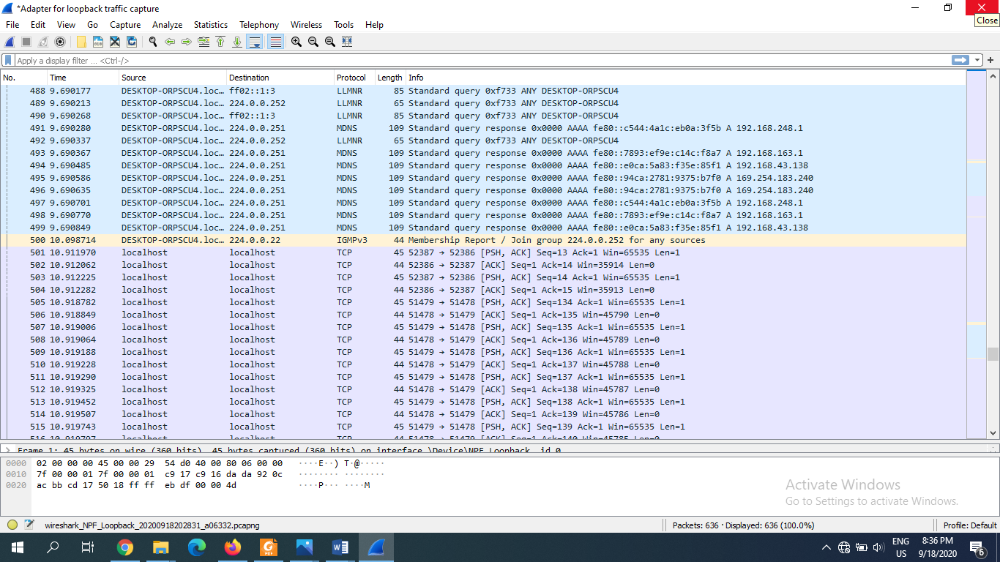 *Adapter for loopback traffic capture
Close
File Edit View Go Capture Analyze Statistics Telephony Wireless Tools Help
Apply a display filter ... <Ctrl-/>
No. Time Source Destination Protocol Length Info
488 9.690177 DESKTOP-ORPSCU4.loc… ff02::1:3 LLMNR 85 Standard query 0xf733 ANY DESKTOP-ORPSCU4
489 9.690213 DESKTOP-ORPSCU4.loc… 224.0.0.252 LLMNR 65 Standard query 0xf733 ANY DESKTOP-ORPSCU4
490 9.690268 DESKTOP-ORPSCU4.loc… ff02::1:3 LLMNR 85 Standard query 0xf733 ANY DESKTOP-ORPSCU4
491 9.690280 DESKTOP-ORPSCU4.loc… 224.0.0.251 MDNS 109 Standard query response 0x0000 AAAA fe80::c544:4a1c:eb0a:3f5b A 192.168.248.1
492 9.690337 DESKTOP-ORPSCU4.loc… 224.0.0.252 LLMNR 65 Standard query 0xf733 ANY DESKTOP-ORPSCU4
493 9.690367 DESKTOP-ORPSCU4.loc… 224.0.0.251 MDNS 109 Standard query response 0x0000 AAAA fe80::7893:ef9e:c14c:f8a7 A 192.168.163.1
494 9.690485 DESKTOP-ORPSCU4.loc… 224.0.0.251 MDNS 109 Standard query response 0x0000 AAAA fe80::e0ca:5a83:f35e:85f1 A 192.168.43.138
495 9.690586 DESKTOP-ORPSCU4.loc… 224.0.0.251 MDNS 109 Standard query response 0x0000 AAAA fe80::94ca:2781:9375:b7f0 A 169.254.183.240
496 9.690635 DESKTOP-ORPSCU4.loc… 224.0.0.251 MDNS 109 Standard query response 0x0000 AAAA fe80::94ca:2781:9375:b7f0 A 169.254.183.240
497 9.690701 DESKTOP-ORPSCU4.loc… 224.0.0.251 MDNS 109 Standard query response 0x0000 AAAA fe80::c544:4a1c:eb0a:3f5b A 192.168.248.1
498 9.690770 DESKTOP-ORPSCU4.loc… 224.0.0.251 MDNS 109 Standard query response 0x0000 AAAA fe80::7893:ef9e:c14c:f8a7 A 192.168.163.1
499 9.690849 DESKTOP-ORPSCU4.loc… 224.0.0.251 MDNS 109 Standard query response 0x0000 AAAA fe80::e0ca:5a83:f35e:85f1 A 192.168.43.138
500 10.098714 DESKTOP-ORPSCU4.loc… 224.0.0.22 IGMPv3 44 Membership Report / Join group 224.0.0.252 for any sources
501 10.911970 localhost localhost TCP 45 52387 → 52386 [PSH, ACK] Seq=13 Ack=1 Win=65535 Len=1
502 10.912062 localhost localhost TCP 44 52386 → 52387 [ACK] Seq=1 Ack=14 Win=35914 Len=0
503 10.912225 localhost localhost TCP 45 52387 → 52386 [PSH, ACK] Seq=14 Ack=1 Win=65535 Len=1
504 10.912282 localhost localhost TCP 44 52386 → 52387 [ACK] Seq=1 Ack=15 Win=35913 Len=0
505 10.918782 localhost localhost TCP 45 51479 → 51478 [PSH, ACK] Seq=134 Ack=1 Win=65535 Len=1
506 10.918849 localhost localhost TCP 44 51478 → 51479 [ACK] Seq=1 Ack=135 Win=45790 Len=0
507 10.919006 localhost localhost TCP 45 51479 → 51478 [PSH, ACK] Seq=135 Ack=1 Win=65535 Len=1
508 10.919064 localhost localhost TCP 44 51478 → 51479 [ACK] Seq=1 Ack=136 Win=45789 Len=0
509 10.919188 localhost localhost TCP 45 51479 → 51478 [PSH, ACK] Seq=136 Ack=1 Win=65535 Len=1
510 10.919228 localhost localhost TCP 44 51478 → 51479 [ACK] Seq=1 Ack=137 Win=45788 Len=0
511 10.919290 localhost localhost TCP 45 51479 → 51478 [PSH, ACK] Seq=137 Ack=1 Win=65535 Len=1
512 10.919325 localhost localhost TCP 44 51478 → 51479 [ACK] Seq=1 Ack=138 Win=45787 Len=0
513 10.919452 localhost localhost TCP 45 51479 → 51478 [PSH, ACK] Seq=138 Ack=1 Win=65535 Len=1
514 10.919507 localhost localhost TCP 44 51478 → 51479 [ACK] Seq=1 Ack=139 Win=45786 Len=0
515 10.919743 localhost localhost TCP 45 51479 → 51478 [PSH, ACK] Seq=139 Ack=1 Win=65535 Len=1
516 10.919797 localhost localhost TCP 44 51478 → 51479 [ACK] Seq=1 Ack=140 Win=45785 Len=0
Frame 1: 45 bytes on wire (360 bits), 45 bytes captured (360 bits) on interface \Device\NPF_Loopback, id 0
0000 02 00 00 00 45 00 00 29 54 d0 40 00 80 06 00 00 ····E··) T·@·····
0010 7f 00 00 01 7f 00 00 01 c9 17 c9 16 da da 92 0c ········ ········
0020 ac bb cd 17 50 18 ff ff eb df 00 00 4d ····P··· ····M
Activate Windows
Go to Settings to activate Windows.
wireshark_NPF_Loopback_20200918202831_a06332.pcapng Packets: 636 · Displayed: 636 (100.0%) Profile: Default
ENG
US
8:36 PM
9/18/2020
6